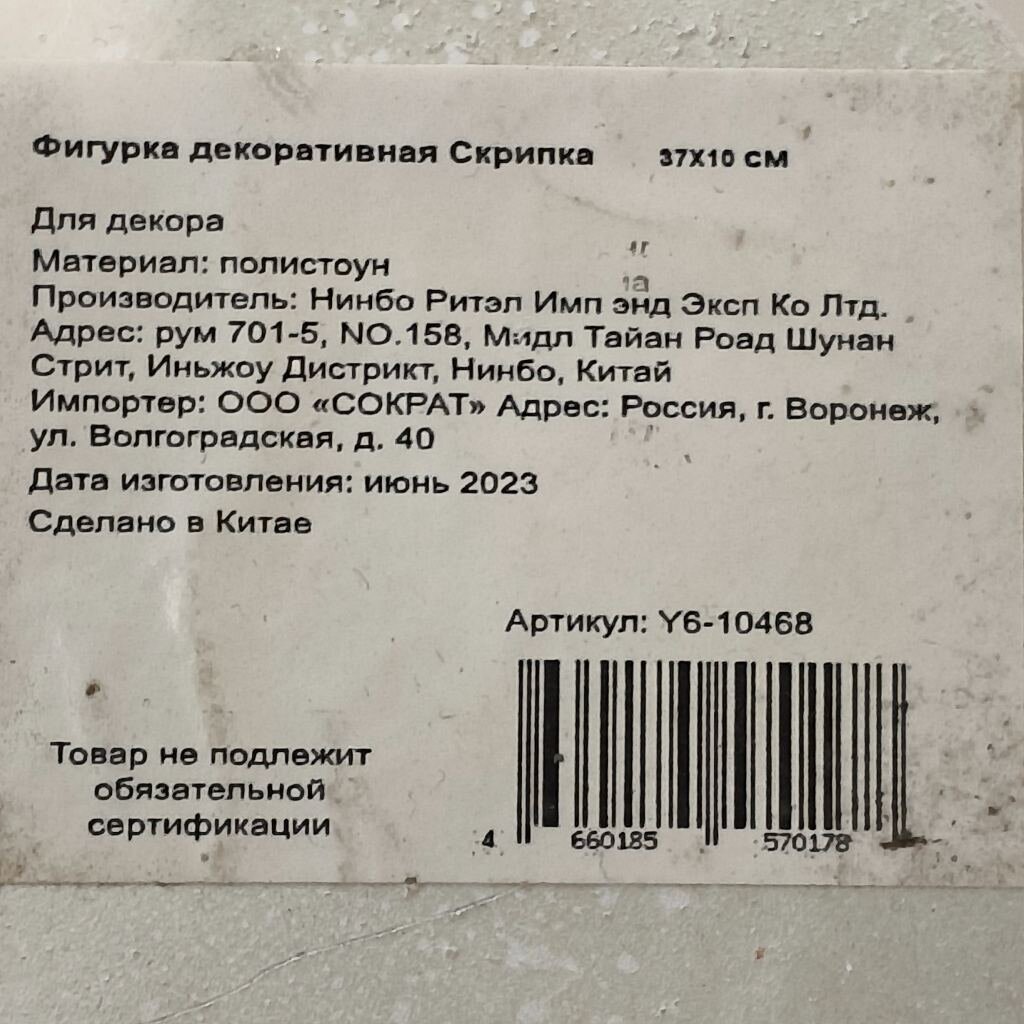 Фигурка декоративная Скрипка 37X10 СМ
Для декора
Материал: полистоун
Производитель: Нинбо Ритэл Имп энд Эксп Ко Лтд.
Адрес: рум 701-5, NO.158, Мидл Тайан Роад Шунан
Стрит, Иньжоу Дистрикт, Нинбо, Китай
Импортер: ООО «СОКРАТ» Адрес: Россия, г. Воронеж,
ул. Волгоградская, д. 40
Дата изготовления: июнь 2023
Сделано в Китае
Артикул: Y6-10468
Товар не подлежит
обязательной
сертификации
4 660185 570178